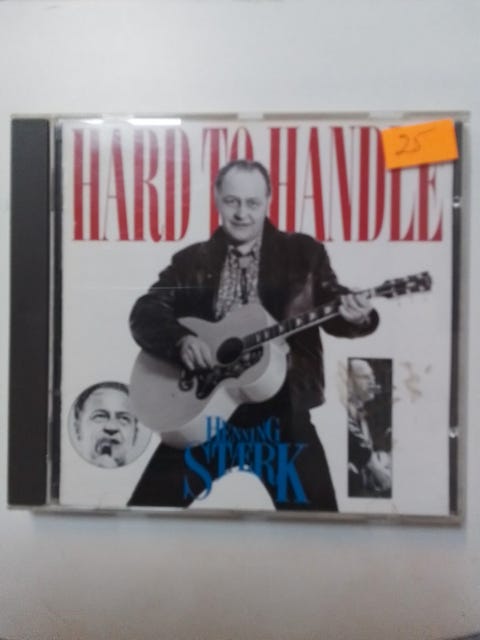 HARD TO HANDLE
25
HENNING
STÆRK